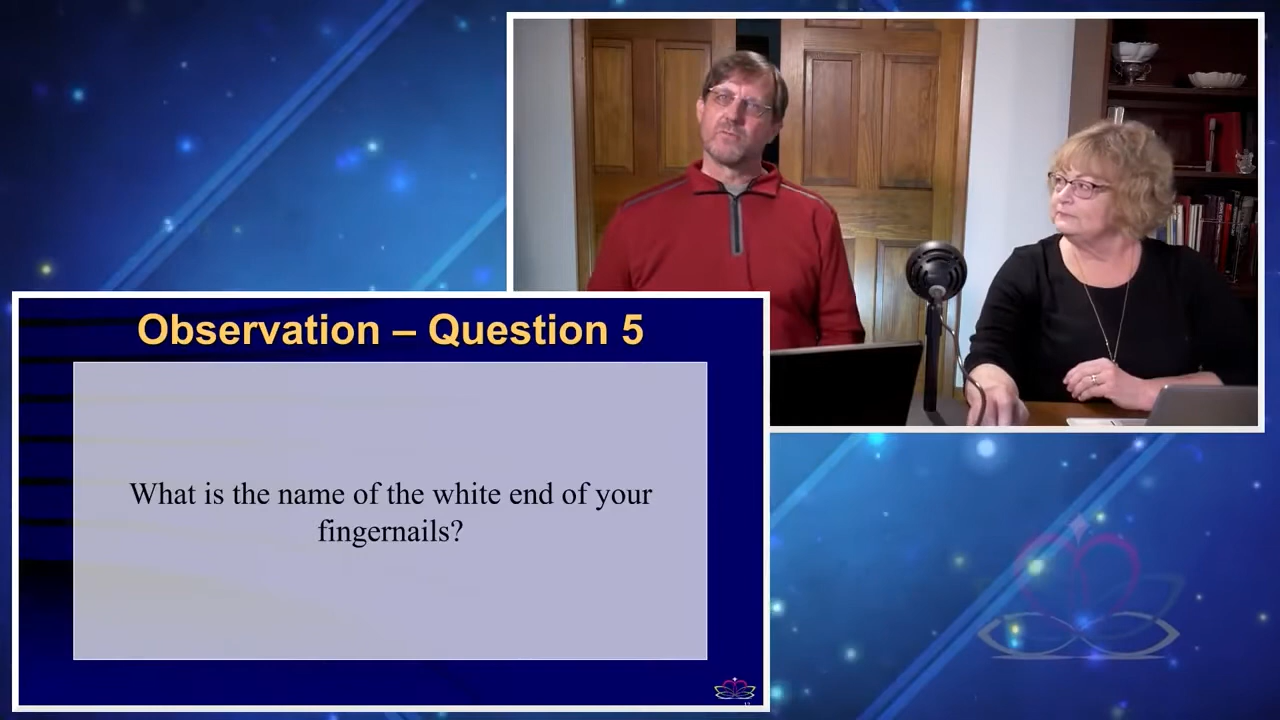 Observation – Question 5
What is the name of the white end of your
fingernails?